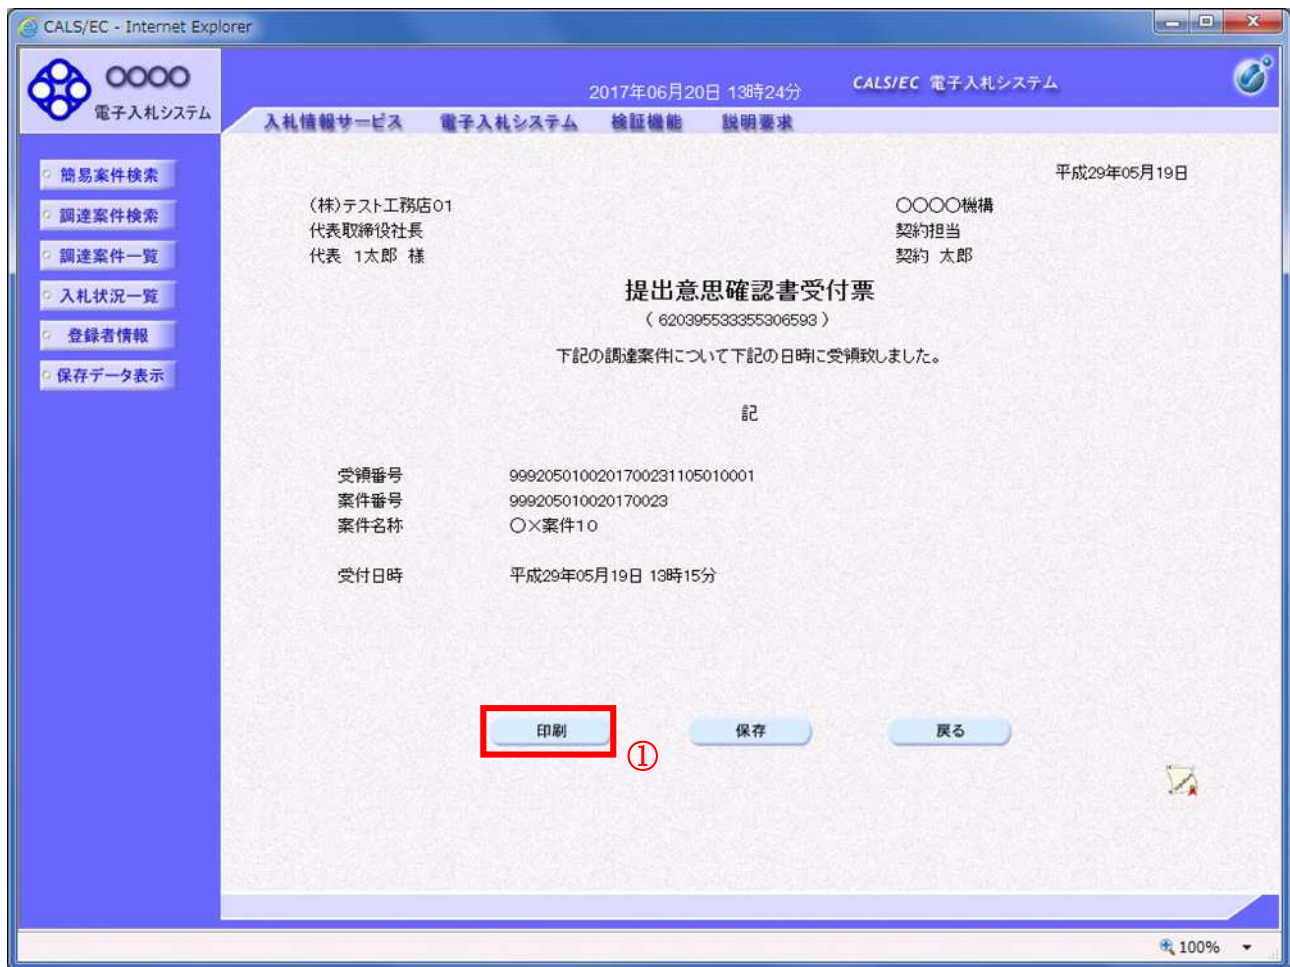 CALS/EC - Internet Explorer
〇〇〇〇
電子入札システム
2017年06月20日 13時24分
CALS/EC 電子入札システム
入札情報サービス 電子入札システム 検証機能 説明要求
簡易案件検索
調達案件検索
調達案件一覧
入札状況一覧
登録者情報
保存データ表示
平成29年05月19日
(株)テスト工務店01
代表取締役社長
代表 1太郎 様
〇〇〇〇機構
契約担当
契約 太郎
提出意思確認書受付票
( 6203955333355306593 )
下記の調達案件について下記の日時に受領致しました。
記
受領番号 9992050100201700231105010001
案件番号 999205010020170023
案件名称 〇×案件10
受付日時 平成29年05月19日 13時15分
印刷 保存 戻る
①
100%